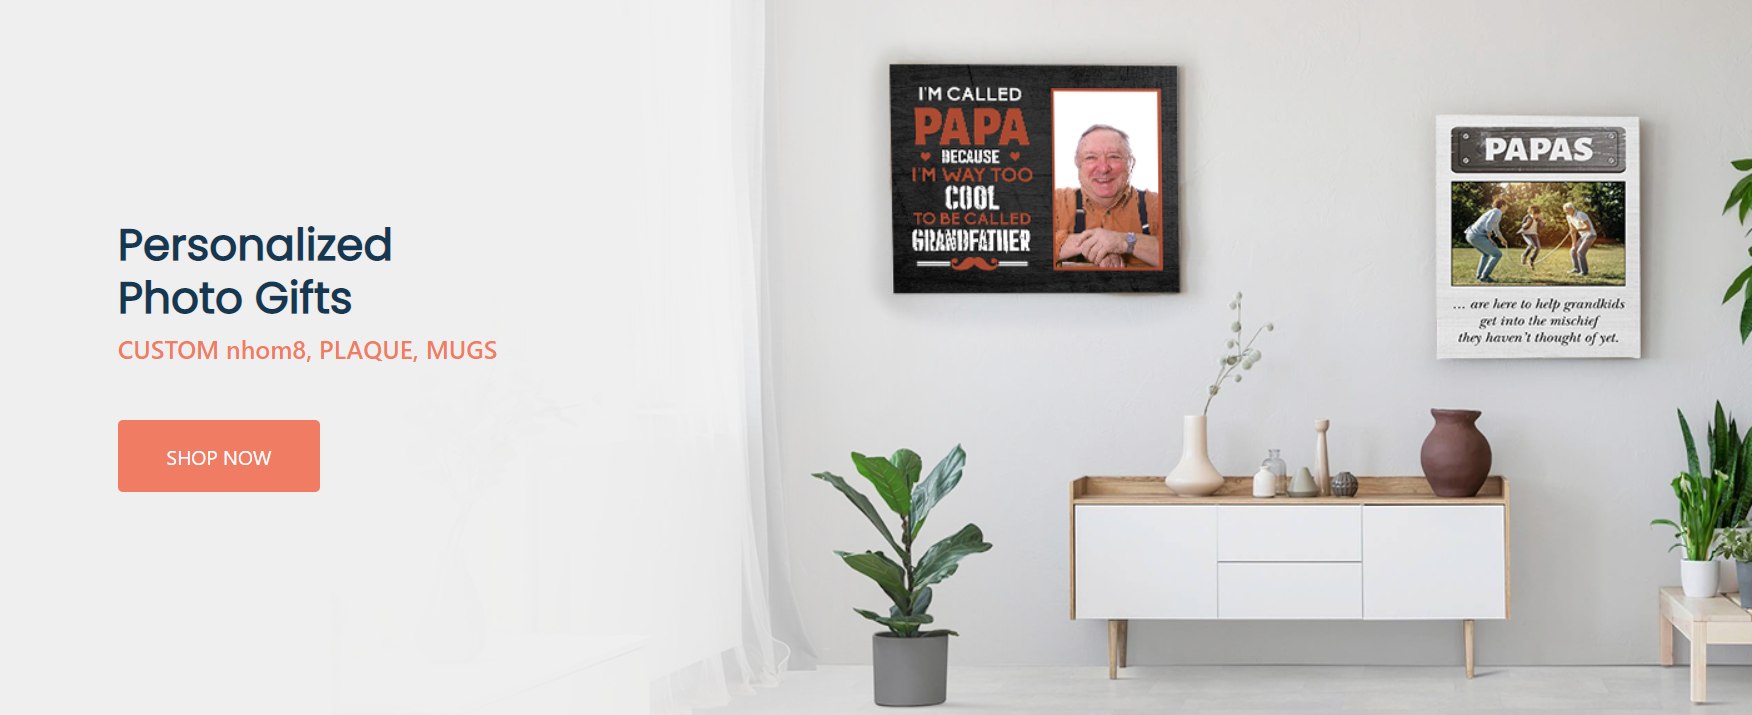 Personalized
Photo Gifts
CUSTOM nhom8, PLAQUE, MUGS
SHOP NOW
I'M CALLED
PAPA
BECAUSE
I'M WAY TOO
COOL
TO BE CALLED
GRANDFATHER
PAPAS
... are here to help grandkids
get into the mischief
they haven't thought of yet.